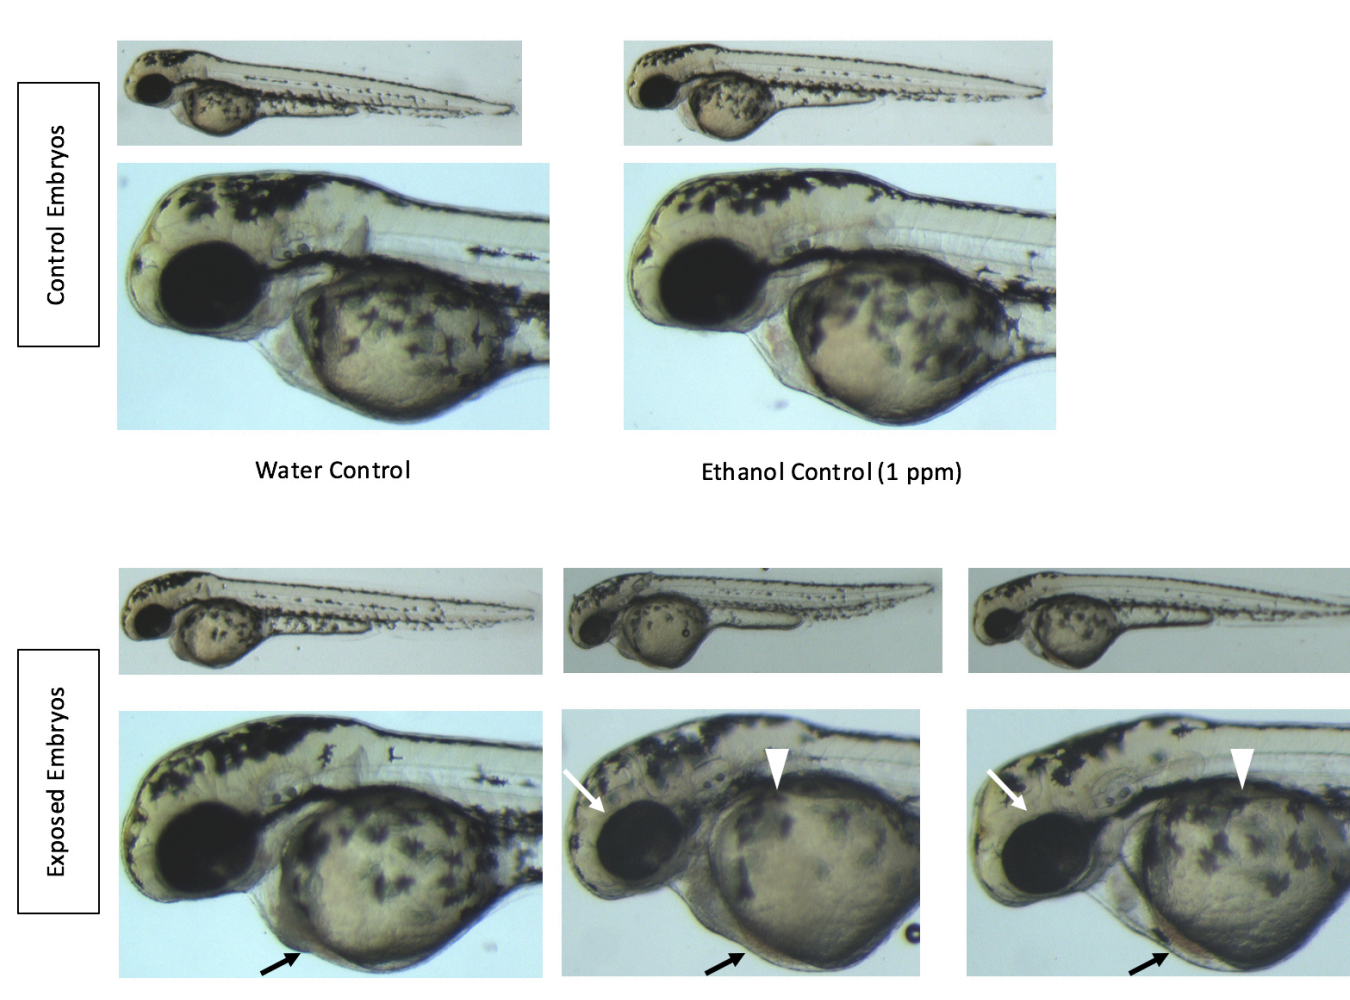 Control Embryos
Water Control
Ethanol Control (1 ppm)
Exposed Embryos